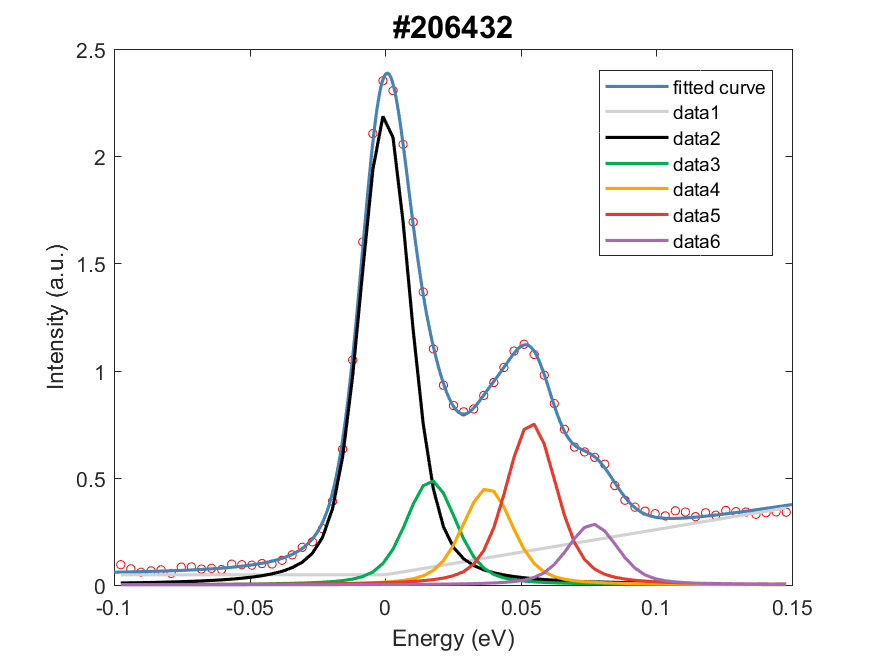 #206432
2.5
2
1.5
1
0.5
0
-0.1
-0.05
0
0.05
0.1
0.15
Intensity (a.u.)
Energy (eV)
fitted curve
data1
data2
data3
data4
data5
data6